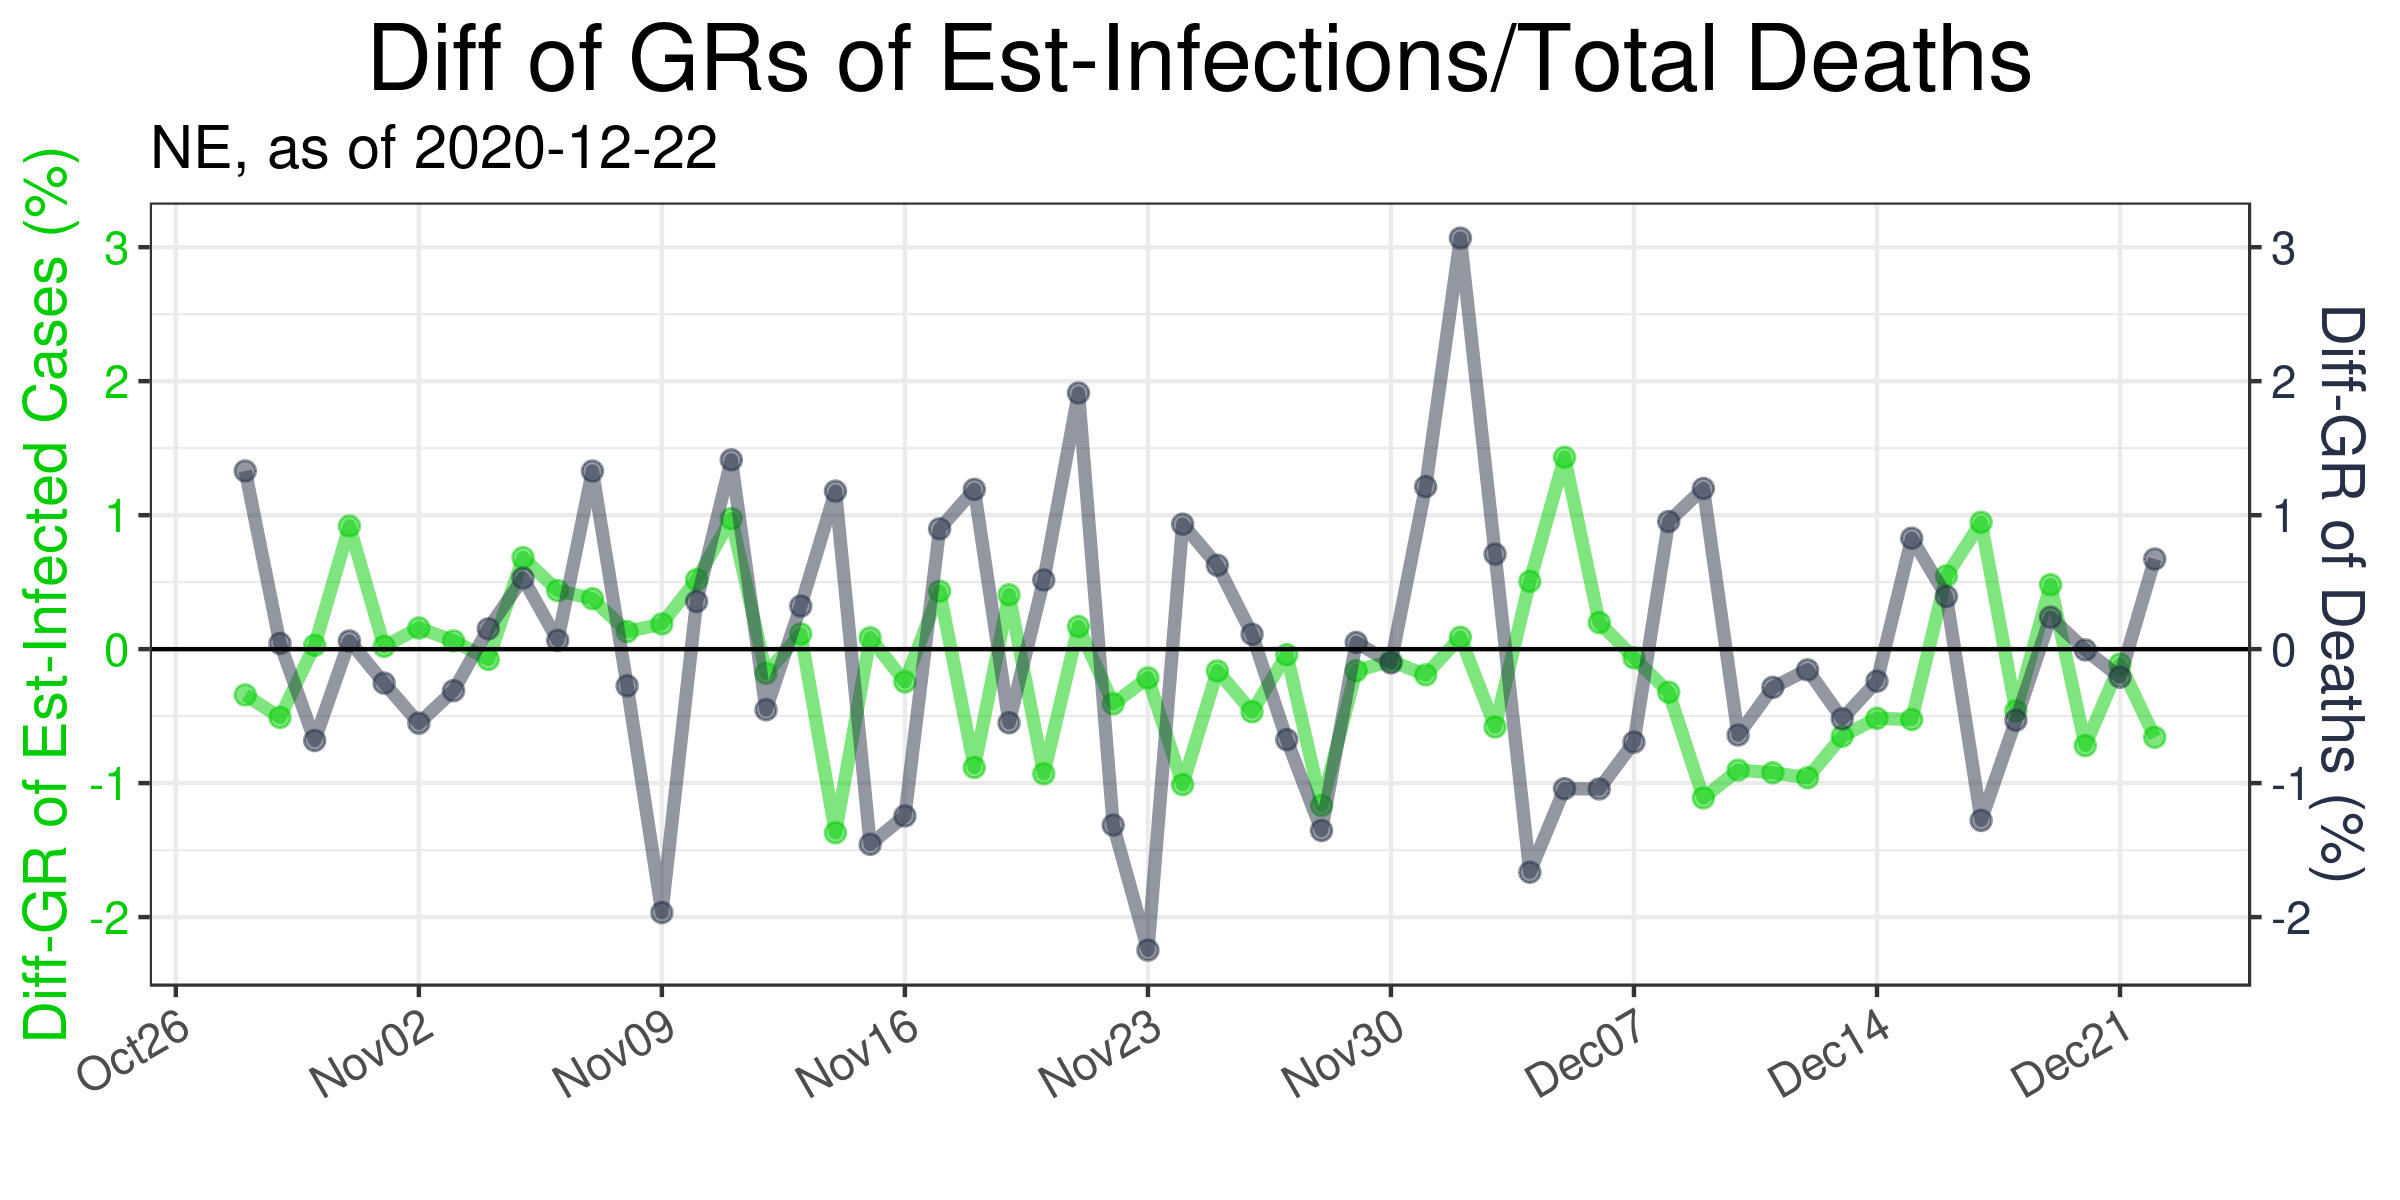 Diff of GRs of Est-Infections/Total Deaths
NE, as of 2020-12-22
Diff-GR of Est-Infected Cases (%)
3
2
1
0
-1
-2
3
2
1
0
-1
-2
Diff-GR of Deaths (%)
Oct26
Nov02
Nov09
Nov16
Nov23
Nov30
Dec07
Dec14
Dec21